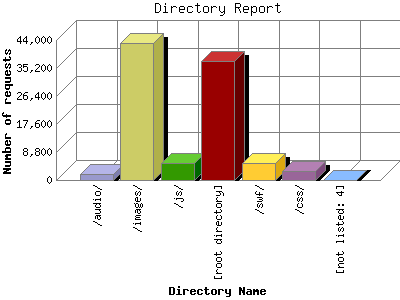 Directory Report
Number of requests
44,000
35,200
26,400
17,600
8,800
0
/audio/
/images/
/js/
[root directory]
/swf/
/css/
[not listed: 4]
Directory Name